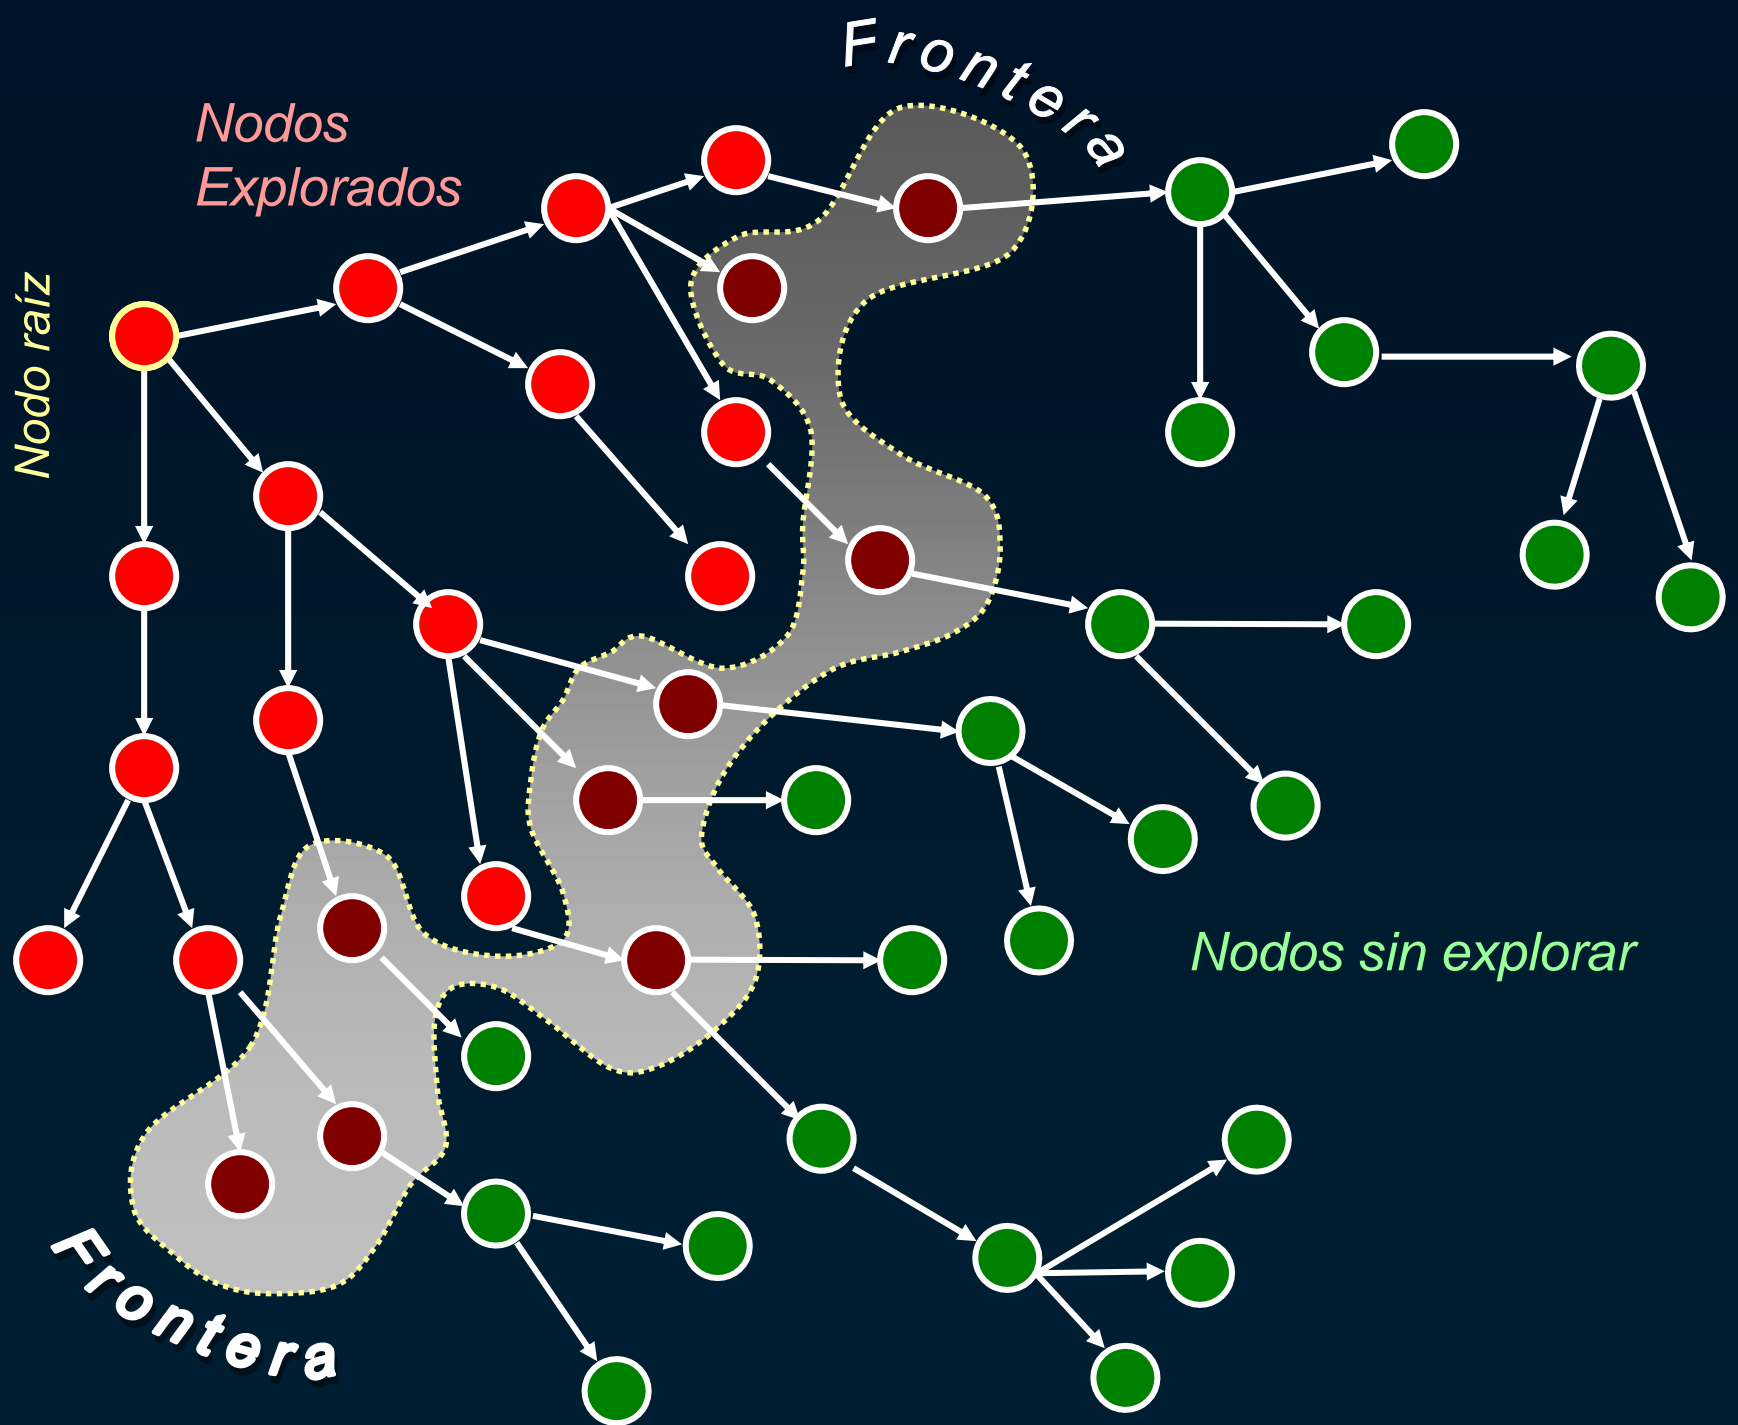 Frontera
Nodos
Explorados
Nodo raíz
Nodos sin explorar
Frontera